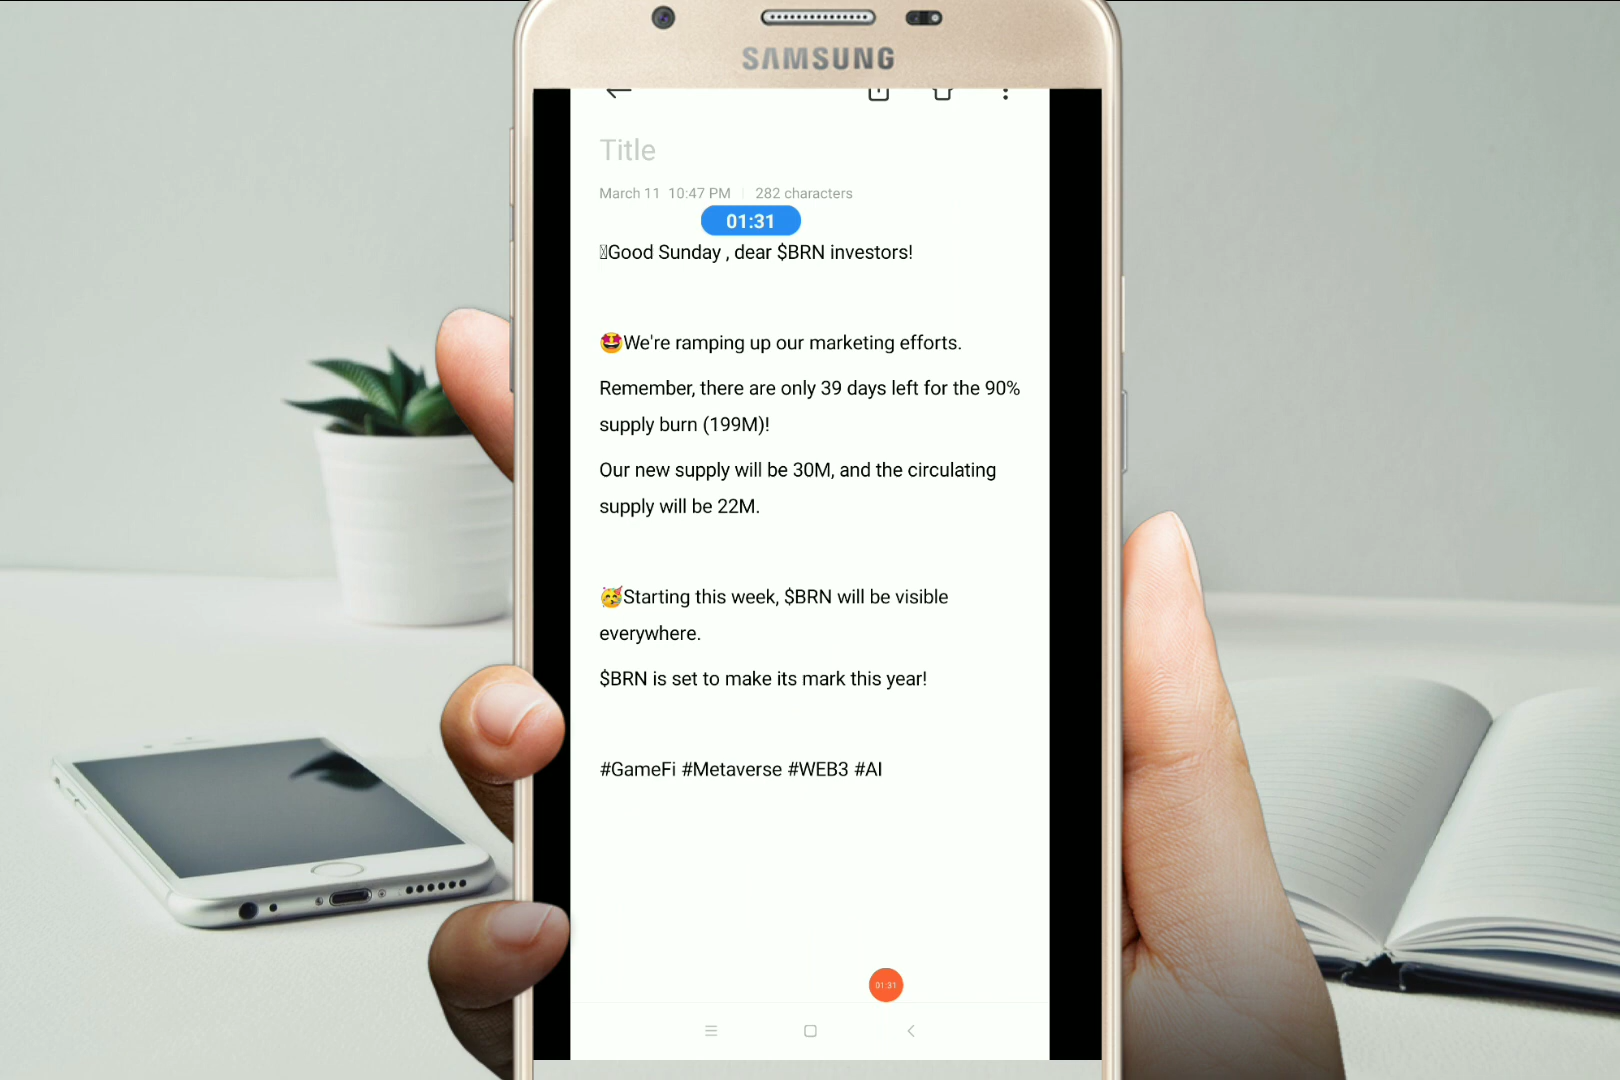 SAMSUNG
Title
March 11 10:47 PM | 282 characters
01:31
Good Sunday , dear $BRN investors!
🤩We're ramping up our marketing efforts.
Remember, there are only 39 days left for the 90%
supply burn (199M)!
Our new supply will be 30M, and the circulating
supply will be 22M.
🥳Starting this week, $BRN will be visible
everywhere.
$BRN is set to make its mark this year!
#GameFi #Metaverse #WEB3 #AI
01:31